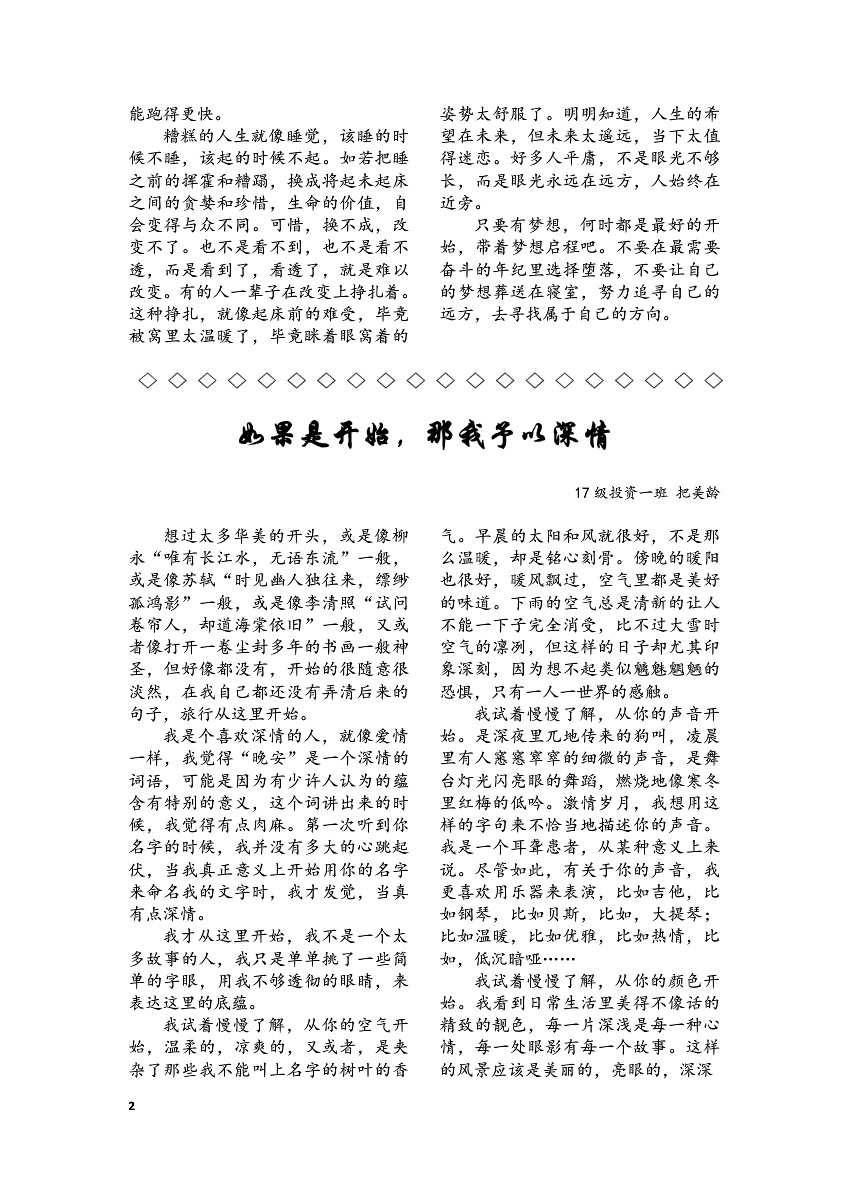 能跑得更快。
糟糕的人生就像睡觉，该睡的时
候不睡，该起的时候不起。如若把睡
之前的挥霍和糟蹋，换成将起未起床
之间的贪婪和珍惜，生命的价值，自
会变得与众不同。可惜，换不成，改
变不了。也不是看不到，也不是看不
透，而是看到了，看透了，就是难以
改变。有的人一辈子在改变上挣扎着。
这种挣扎，就像起床前的难受，毕竟
被窝里太温暖了，毕竟眯着眼窝着的
姿势太舒服了。明明知道，人生的希
望在未来，但未来太遥远，当下太值
得迷恋。好多人平庸，不是眼光不够
长，而是眼光永远在远方，人始终在
近旁。
只要有梦想，何时都是最好的开
始，带着梦想启程吧。不要在最需要
奋斗的年纪里选择堕落，不要让自己
的梦想葬送在寝室，努力追寻自己的
远方，去寻找属于自己的方向。
如果是开始，那我予以深情
17 级投资一班 把美龄
想过太多华美的开头，或是像柳
永“唯有长江水，无语东流”一般，
或是像苏轼“时见幽人独往来，缥缈
孤鸿影”一般，或是像李清照“试问
卷帘人，却道海棠依旧”一般，又或
者像打开一卷尘封多年的书画一般神
圣，但好像都没有，开始的很随意很
淡然，在我自己都还没有弄清后来的
句子，旅行从这里开始。
我是个喜欢深情的人，就像爱情
一样，我觉得“晚安”是一个深情的
词语，可能是因为有少许人认为的蕴
含有特别的意义，这个词讲出来的时
候，我觉得有点肉麻。第一次听到你
名字的时候，我并没有多大的心跳起
伏，当我真正意义上开始用你的名字
来命名我的文字时，我才发觉，当真
有点深情。
我才从这里开始，我不是一个太
多故事的人，我只是单单挑了一些简
单的字眼，用我不够透彻的眼睛，来
表达这里的底蕴。
我试着慢慢了解，从你的空气开
始，温柔的，凉爽的，又或者，是夹
杂了那些我不能叫上名字的树叶的香
气。早晨的太阳和风就很好，不是那
么温暖，却是铭心刻骨。傍晚的暖阳
也很好，暖风飘过，空气里都是美好
的味道。下雨的空气总是清新的让人
不能一下子完全消受，比不过大雪时
空气的凛冽，但这样的日子却尤其印
象深刻，因为想不起类似魑魅魍魉的
恐惧，只有一人一世界的感触。
我试着慢慢了解，从你的声音开
始。是深夜里兀地传来的狗叫，凌晨
里有人窸窸窣窣的细微的声音，是舞
台灯光闪亮眼的舞蹈，燃烧地像寒冬
里红梅的低吟。激情岁月，我想用这
样的字句来不恰当地描述你的声音。
我是一个耳聋患者，从某种意义上来
说。尽管如此，有关于你的声音，我
更喜欢用乐器来表演，比如吉他，比
如钢琴，比如贝斯，比如，大提琴；
比如温暖，比如优雅，比如热情，比
如，低沉暗哑……
我试着慢慢了解，从你的颜色开
始。我看到日常生活里美得不像话的
精致的靓色，每一片深浅是每一种心
情，每一处眼影有每一个故事。这样
的风景应该是美丽的，亮眼的，深深
2